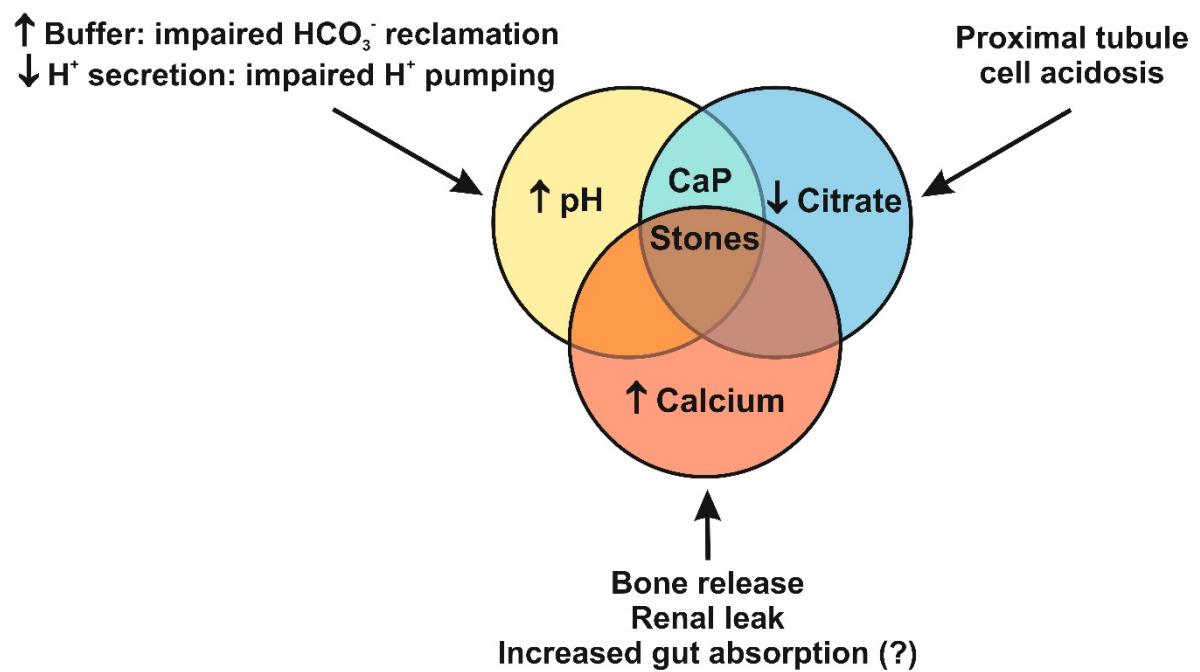 ↑ Buffer: impaired HCO₃⁻ reclamation
↓ H⁺ secretion: impaired H⁺ pumping
Proximal tubule
cell acidosis
↑ pH
CaP
↓ Citrate
Stones
↑ Calcium
Bone release
Renal leak
Increased gut absorption (?)